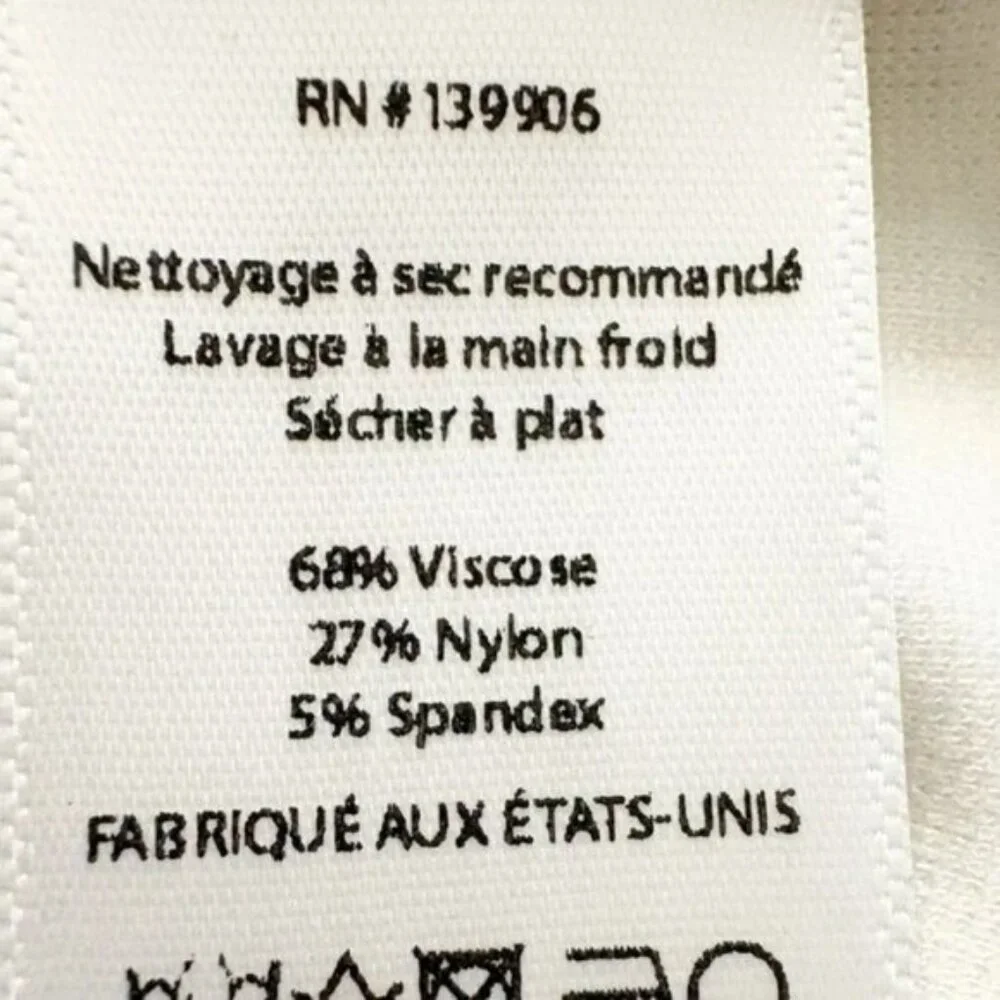 RN # 139906
Nettoyage à sec recommandé
Lavage à la main froid
Sécher à plat
68% Viscose
27% Nylon
5% Spandex
FABRIQUÉ AUX ÉTATS-UNIS